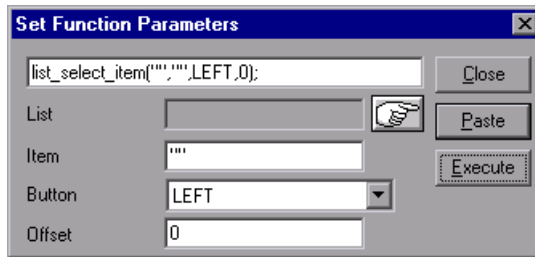 Set Function Parameters
list_select_item("","",LEFT,0);
Close
List
Paste
Item ""
Execute
Button LEFT
Offset 0